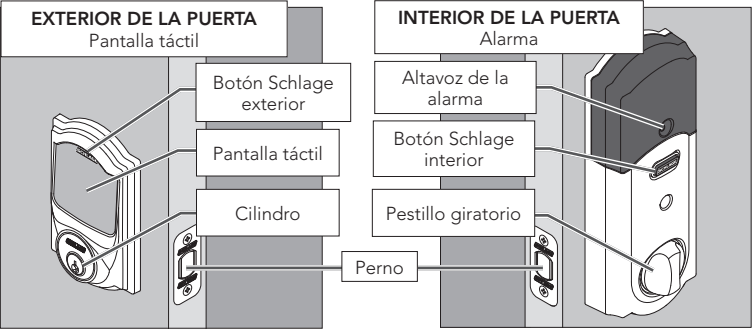 EXTERIOR DE LA PUERTA
Pantalla táctil
Botón Schlage
exterior
Pantalla táctil
Cilindro
Perno
INTERIOR DE LA PUERTA
Alarma
Altavoz de la
alarma
Botón Schlage
interior
Pestillo giratorio